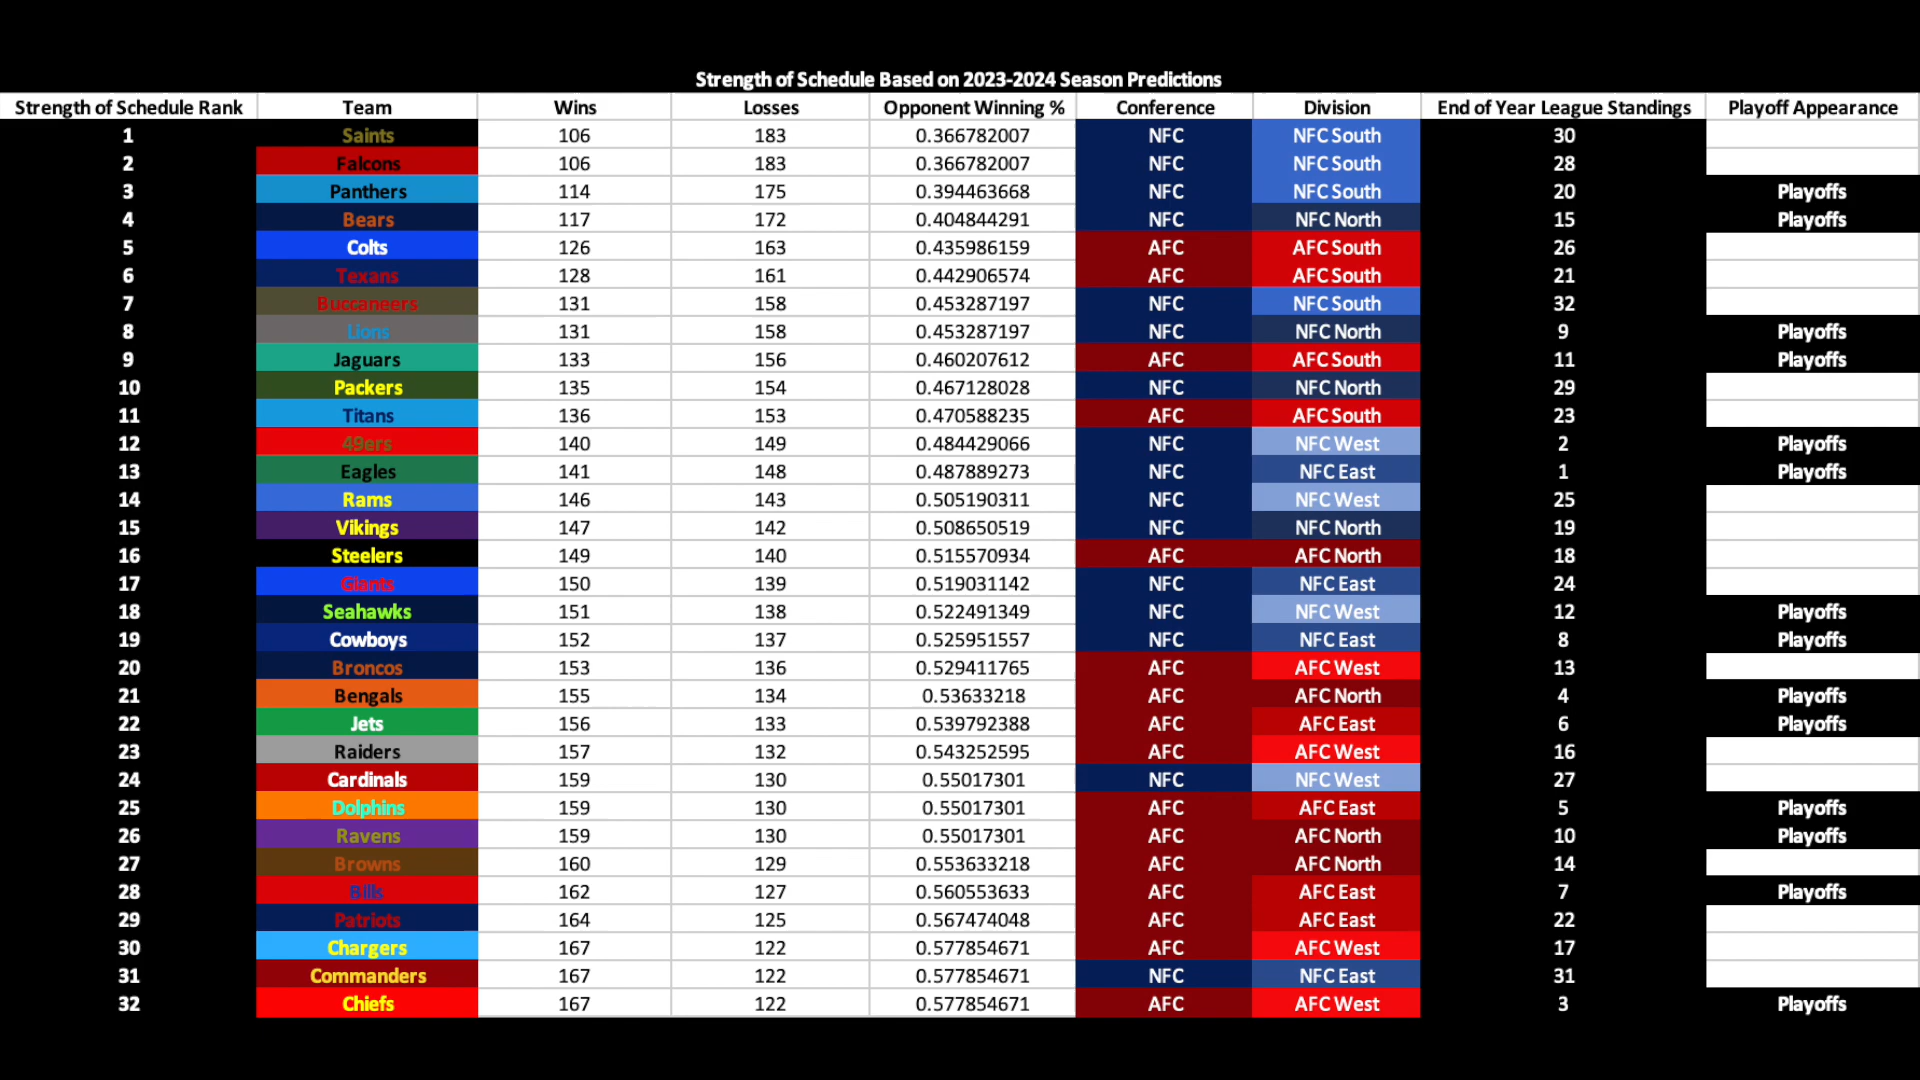 Strength of Schedule Based on 2023-2024 Season Predictions
Strength of Schedule Rank Team Wins Losses Opponent Winning % Conference Division End of Year League Standings Playoff Appearance
1 Saints 106 183 0.366782007 NFC NFC South 30
2 Falcons 106 183 0.366782007 NFC NFC South 28
3 Panthers 114 175 0.394463668 NFC NFC South 20 Playoffs
4 Bears 117 172 0.404844291 NFC NFC North 15 Playoffs
5 Colts 126 163 0.435986159 AFC AFC South 26
6 Texans 128 161 0.442906574 AFC AFC South 21
7 Buccaneers 131 158 0.453287197 NFC NFC South 32
8 Lions 131 158 0.453287197 NFC NFC North 9 Playoffs
9 Jaguars 133 156 0.460207612 AFC AFC South 11 Playoffs
10 Packers 135 154 0.467128028 NFC NFC North 29
11 Titans 136 153 0.470588235 AFC AFC South 23
12 49ers 140 149 0.484429066 NFC NFC West 2 Playoffs
13 Eagles 141 148 0.487889273 NFC NFC East 1 Playoffs
14 Rams 146 143 0.505190311 NFC NFC West 25
15 Vikings 147 142 0.508650519 NFC NFC North 19
16 Steelers 149 140 0.515570934 AFC AFC North 18
17 Giants 150 139 0.519031142 NFC NFC East 24
18 Seahawks 151 138 0.522491349 NFC NFC West 12 Playoffs
19 Cowboys 152 137 0.525951557 NFC NFC East 8 Playoffs
20 Broncos 153 136 0.529411765 AFC AFC West 13
21 Bengals 155 134 0.53633218 AFC AFC North 4 Playoffs
22 Jets 156 133 0.539792388 AFC AFC East 6 Playoffs
23 Raiders 157 132 0.543252595 AFC AFC West 16
24 Cardinals 159 130 0.55017301 NFC NFC West 27
25 Dolphins 159 130 0.55017301 AFC AFC East 5 Playoffs
26 Ravens 159 130 0.55017301 AFC AFC North 10 Playoffs
27 Browns 160 129 0.553633218 AFC AFC North 14
28 Bills 162 127 0.560553633 AFC AFC East 7 Playoffs
29 Patriots 164 125 0.567474048 AFC AFC East 22
30 Chargers 167 122 0.577854671 AFC AFC West 17
31 Commanders 167 122 0.577854671 NFC NFC East 31
32 Chiefs 167 122 0.577854671 AFC AFC West 3 Playoffs